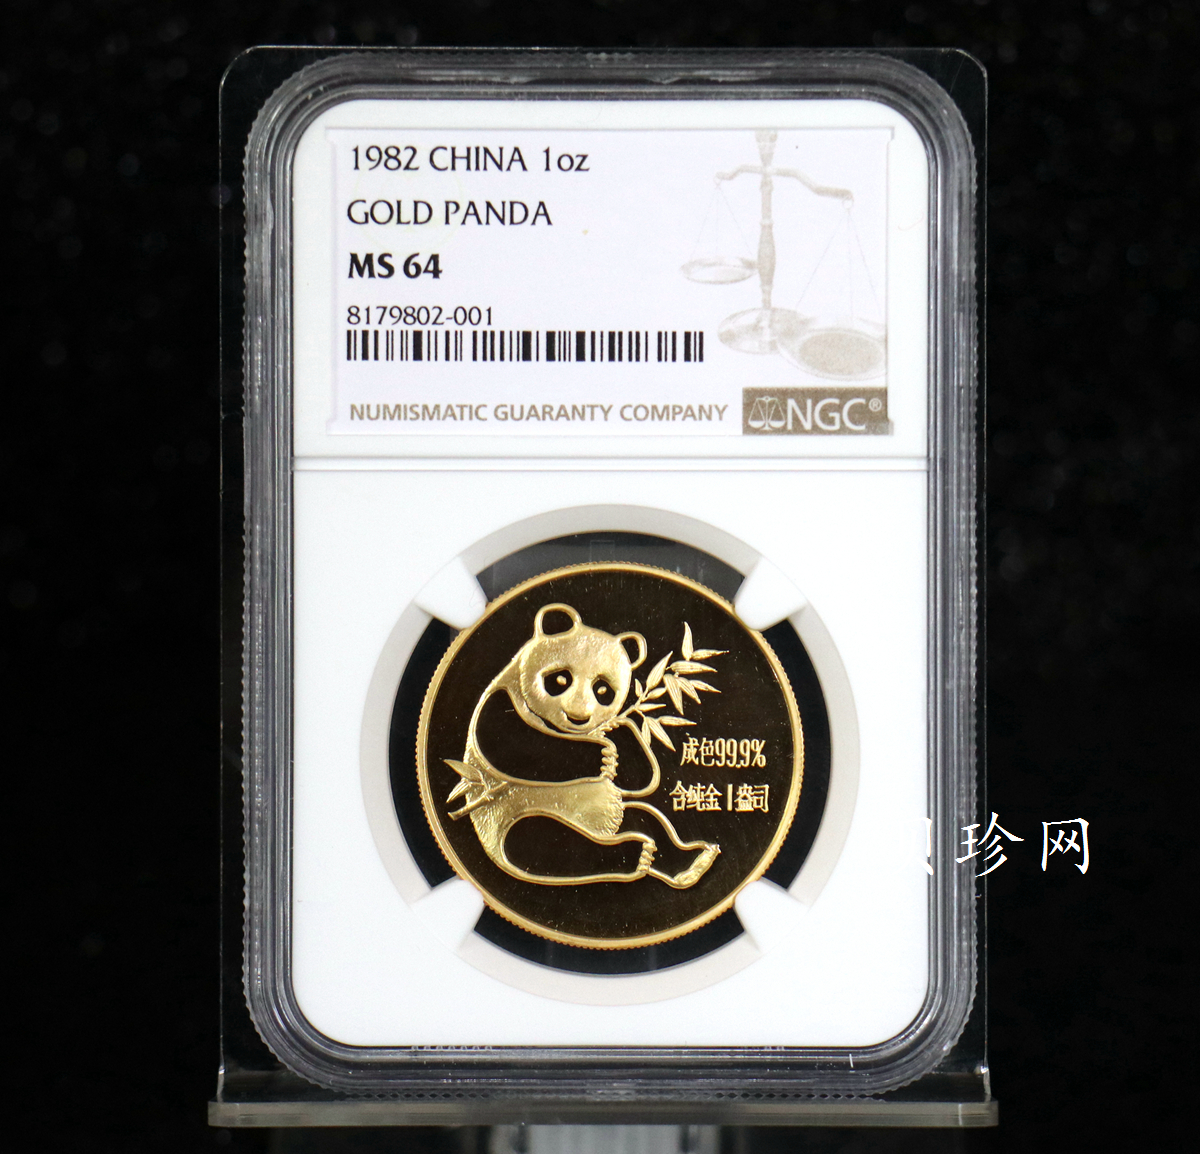 1982 CHINA 1oz
GOLD PANDA
MS 64
8179802-001
NUMISMATIC GUARANTY COMPANY
NGC®
成色99.9%
含纯金1盎司
珍网